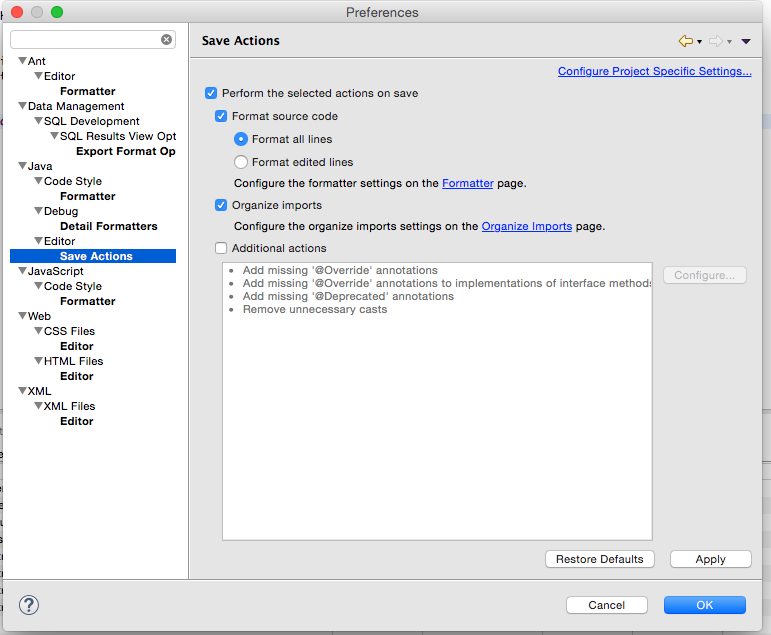 Preferences
Ant
Editor
Formatter
Data Management
SQL Development
SQL Results View Opt
Export Format Op
Java
Code Style
Formatter
Debug
Detail Formatters
Editor
Save Actions
JavaScript
Code Style
Formatter
Web
CSS Files
Editor
HTML Files
Editor
XML
XML Files
Editor
Save Actions
Configure Project Specific Settings...
Perform the selected actions on save
Format source code
Format all lines
Format edited lines
Configure the formatter settings on the Formatter page.
Organize imports
Configure the organize imports settings on the Organize Imports page.
Additional actions
• Add missing '@Override' annotations
• Add missing '@Override' annotations to implementations of interface methods
• Add missing '@Deprecated' annotations
• Remove unnecessary casts
Configure...
Restore Defaults
Apply
?
Cancel
OK